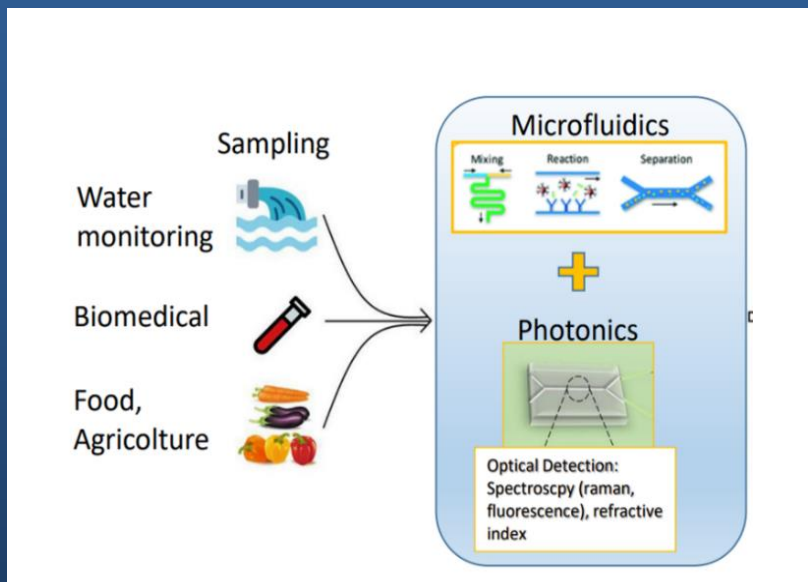 Sampling
Water
monitoring
Biomedical
Food,
Agricolture
Microfluidics
Mixing
Reaction
Separation
Photonics
Optical Detection:
Spectroscpy (raman,
fluorescence), refractive
index